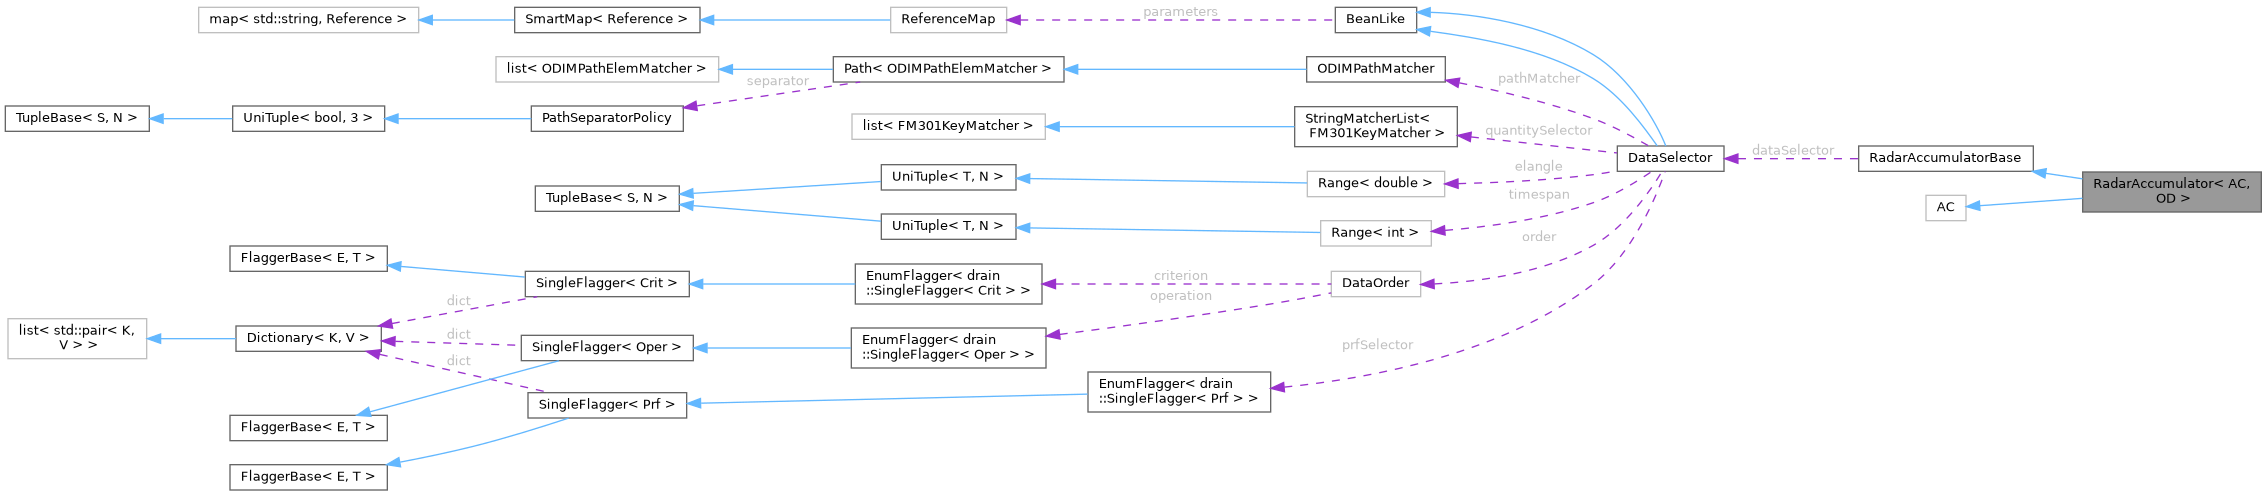 map< std::string, Reference >
SmartMap< Reference >
ReferenceMap
parameters
BeanLike
list< ODIMPathElemMatcher >
Path< ODIMPathElemMatcher >
ODIMPathMatcher
pathMatcher
separator
TupleBase< S, N >
UniTuple< bool, 3 >
PathSeparatorPolicy
list< FM301KeyMatcher >
StringMatcherList<
FM301KeyMatcher >
quantitySelector
DataSelector
dataSelector
RadarAccumulatorBase
RadarAccumulator< AC,
OD >
AC
TupleBase< S, N >
UniTuple< T, N >
Range< double >
elangle
timespan
UniTuple< T, N >
Range< int >
order
FlaggerBase< E, T >
SingleFlagger< Crit >
EnumFlagger< drain
::SingleFlagger< Crit > >
criterion
DataOrder
operation
dict
list< std::pair< K,
V > >
Dictionary< K, V >
dict
SingleFlagger< Oper >
EnumFlagger< drain
::SingleFlagger< Oper > >
prfSelector
dict
SingleFlagger< Prf >
EnumFlagger< drain
::SingleFlagger< Prf > >
FlaggerBase< E, T >
FlaggerBase< E, T >